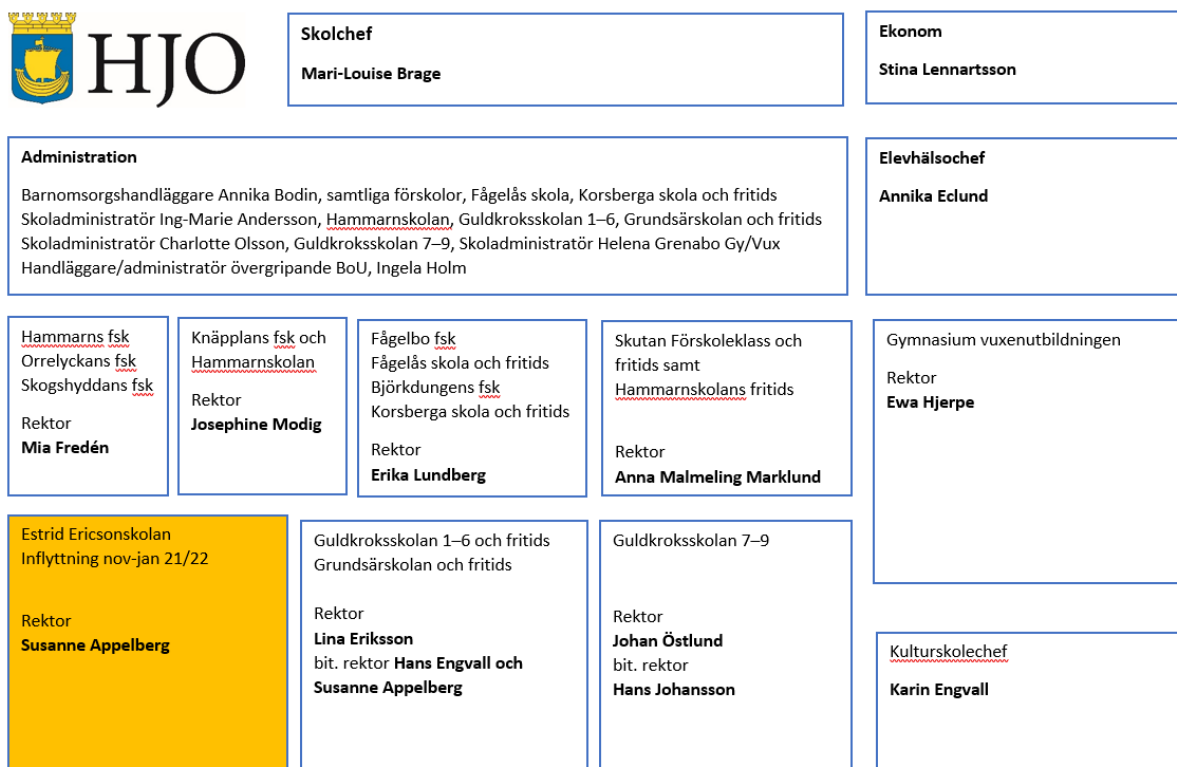 HJO
Skolchef
Mari-Louise Brage
Ekonom
Stina Lennartsson
Administration
Barnomsorgshandläggare Annika Bodin, samtliga förskolor, Fågelås skola, Korsberga skola och fritids
Skoladministratör Ing-Marie Andersson, Hammarnskolan, Guldkroksskolan 1–6, Grundsärskolan och fritids
Skoladministratör Charlotte Olsson, Guldkroksskolan 7–9, Skoladministratör Helena Grenabo Gy/Vux
Handläggare/administratör övergripande BoU, Ingela Holm
Elevhälsochef
Annika Eclund
Hammarns fsk
Orrelyckans fsk
Skogshyddans fsk
Rektor
Mia Fredén
Knäpplans fsk och
Hammarnskolan
Rektor
Josephine Modig
Fågelbo fsk
Fågelås skola och fritids
Björkdungens fsk
Korsberga skola och fritids
Rektor
Erika Lundberg
Skutan Förskoleklass och
fritids samt
Hammarnskolans fritids
Rektor
Anna Malmeling Marklund
Gymnasium vuxenutbildningen
Rektor
Ewa Hjerpe
Estrid Ericsonskolan
Inflyttning nov-jan 21/22
Rektor
Susanne Appelberg
Guldkroksskolan 1–6 och fritids
Grundsärskolan och fritids
Rektor
Lina Eriksson
bit. rektor Hans Engvall och
Susanne Appelberg
Guldkroksskolan 7–9
Rektor
Johan Östlund
bit. rektor
Hans Johansson
Kulturskolechef
Karin Engvall